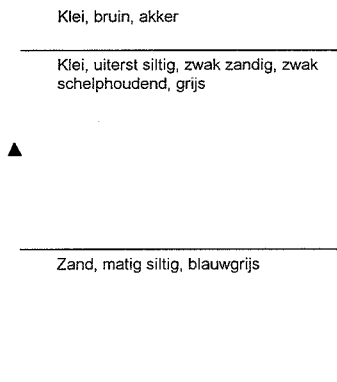 Klei, bruin, akker
Klei, uiterst siltig, zwak zandig, zwak
schelphoudend, grijs
Zand, matig siltig, blauwgrijs